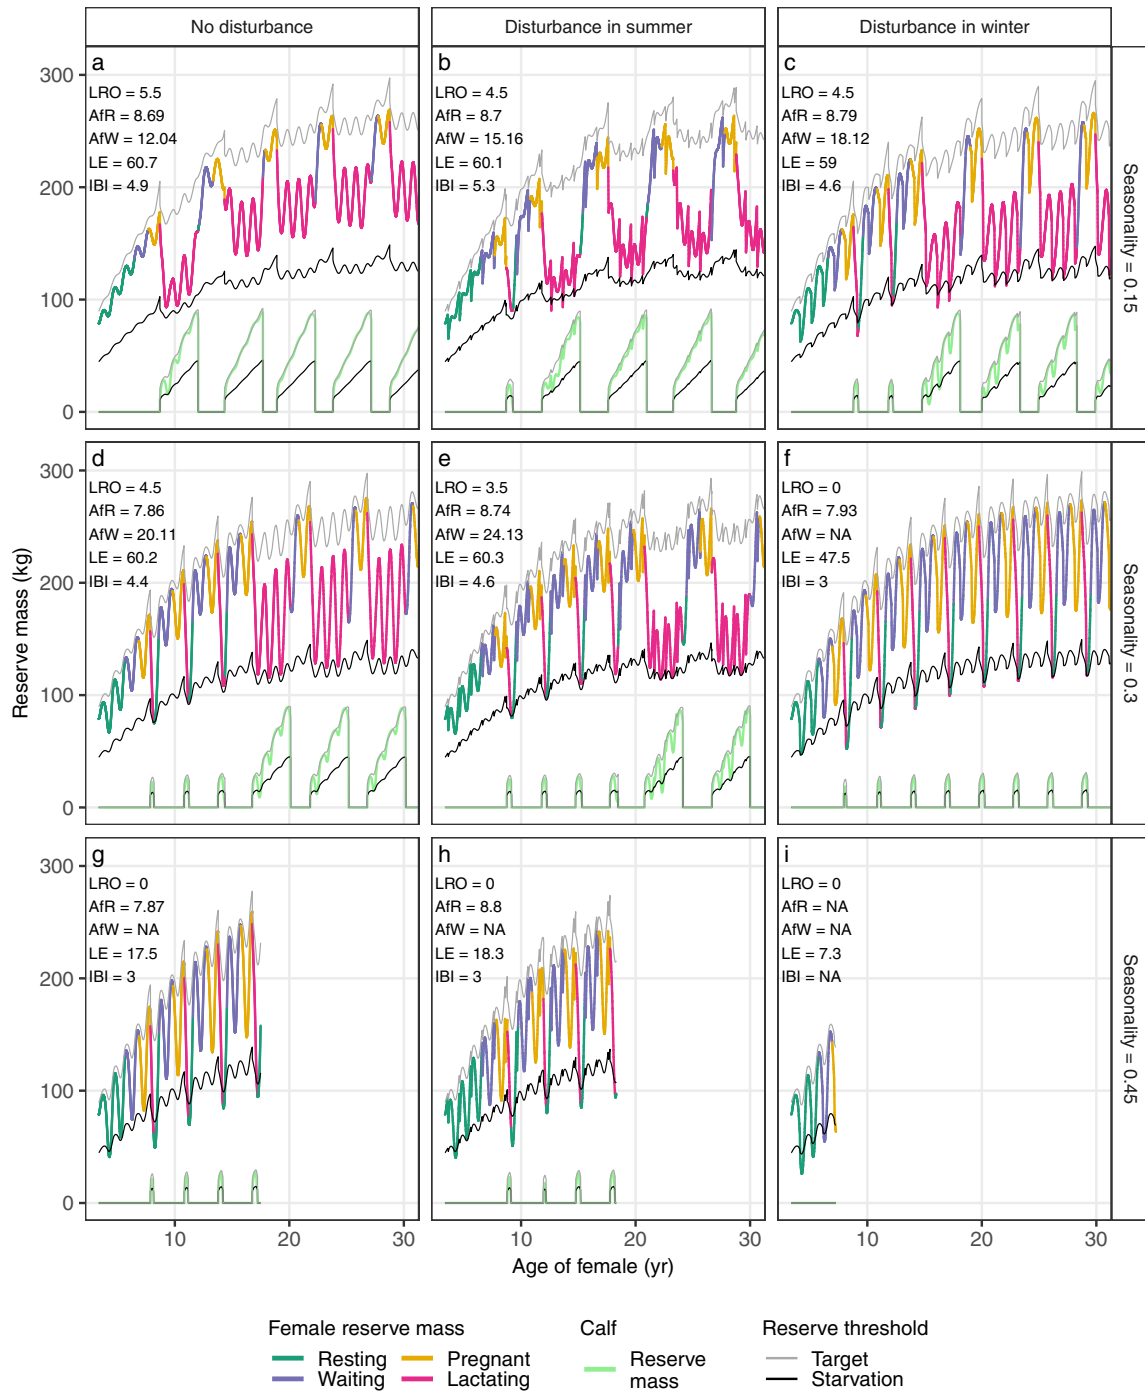 No disturbance
Disturbance in summer
Disturbance in winter
a
LRO = 5.5
AfR = 8.69
AfW = 12.04
LE = 60.7
IBI = 4.9
b
LRO = 4.5
AfR = 8.7
AfW = 15.16
LE = 60.1
IBI = 5.3
c
LRO = 4.5
AfR = 8.79
AfW = 18.12
LE = 59
IBI = 4.6
Seasonality = 0.15
300
200
100
0
d
LRO = 4.5
AfR = 7.86
AfW = 20.11
LE = 60.2
IBI = 4.4
e
LRO = 3.5
AfR = 8.74
AfW = 24.13
LE = 60.3
IBI = 4.6
f
LRO = 0
AfR = 7.93
AfW = NA
LE = 47.5
IBI = 3
Seasonality = 0.3
300
200
100
0
Reserve mass (kg)
g
LRO = 0
AfR = 7.87
AfW = NA
LE = 17.5
IBI = 3
h
LRO = 0
AfR = 8.8
AfW = NA
LE = 18.3
IBI = 3
i
LRO = 0
AfR = NA
AfW = NA
LE = 7.3
IBI = NA
Seasonality = 0.45
300
200
100
0
10 20 30
10 20 30
10 20 30
Age of female (yr)
Female reserve mass
Resting
Waiting
Pregnant
Lactating
Calf
Reserve
mass
Reserve threshold
Target
Starvation